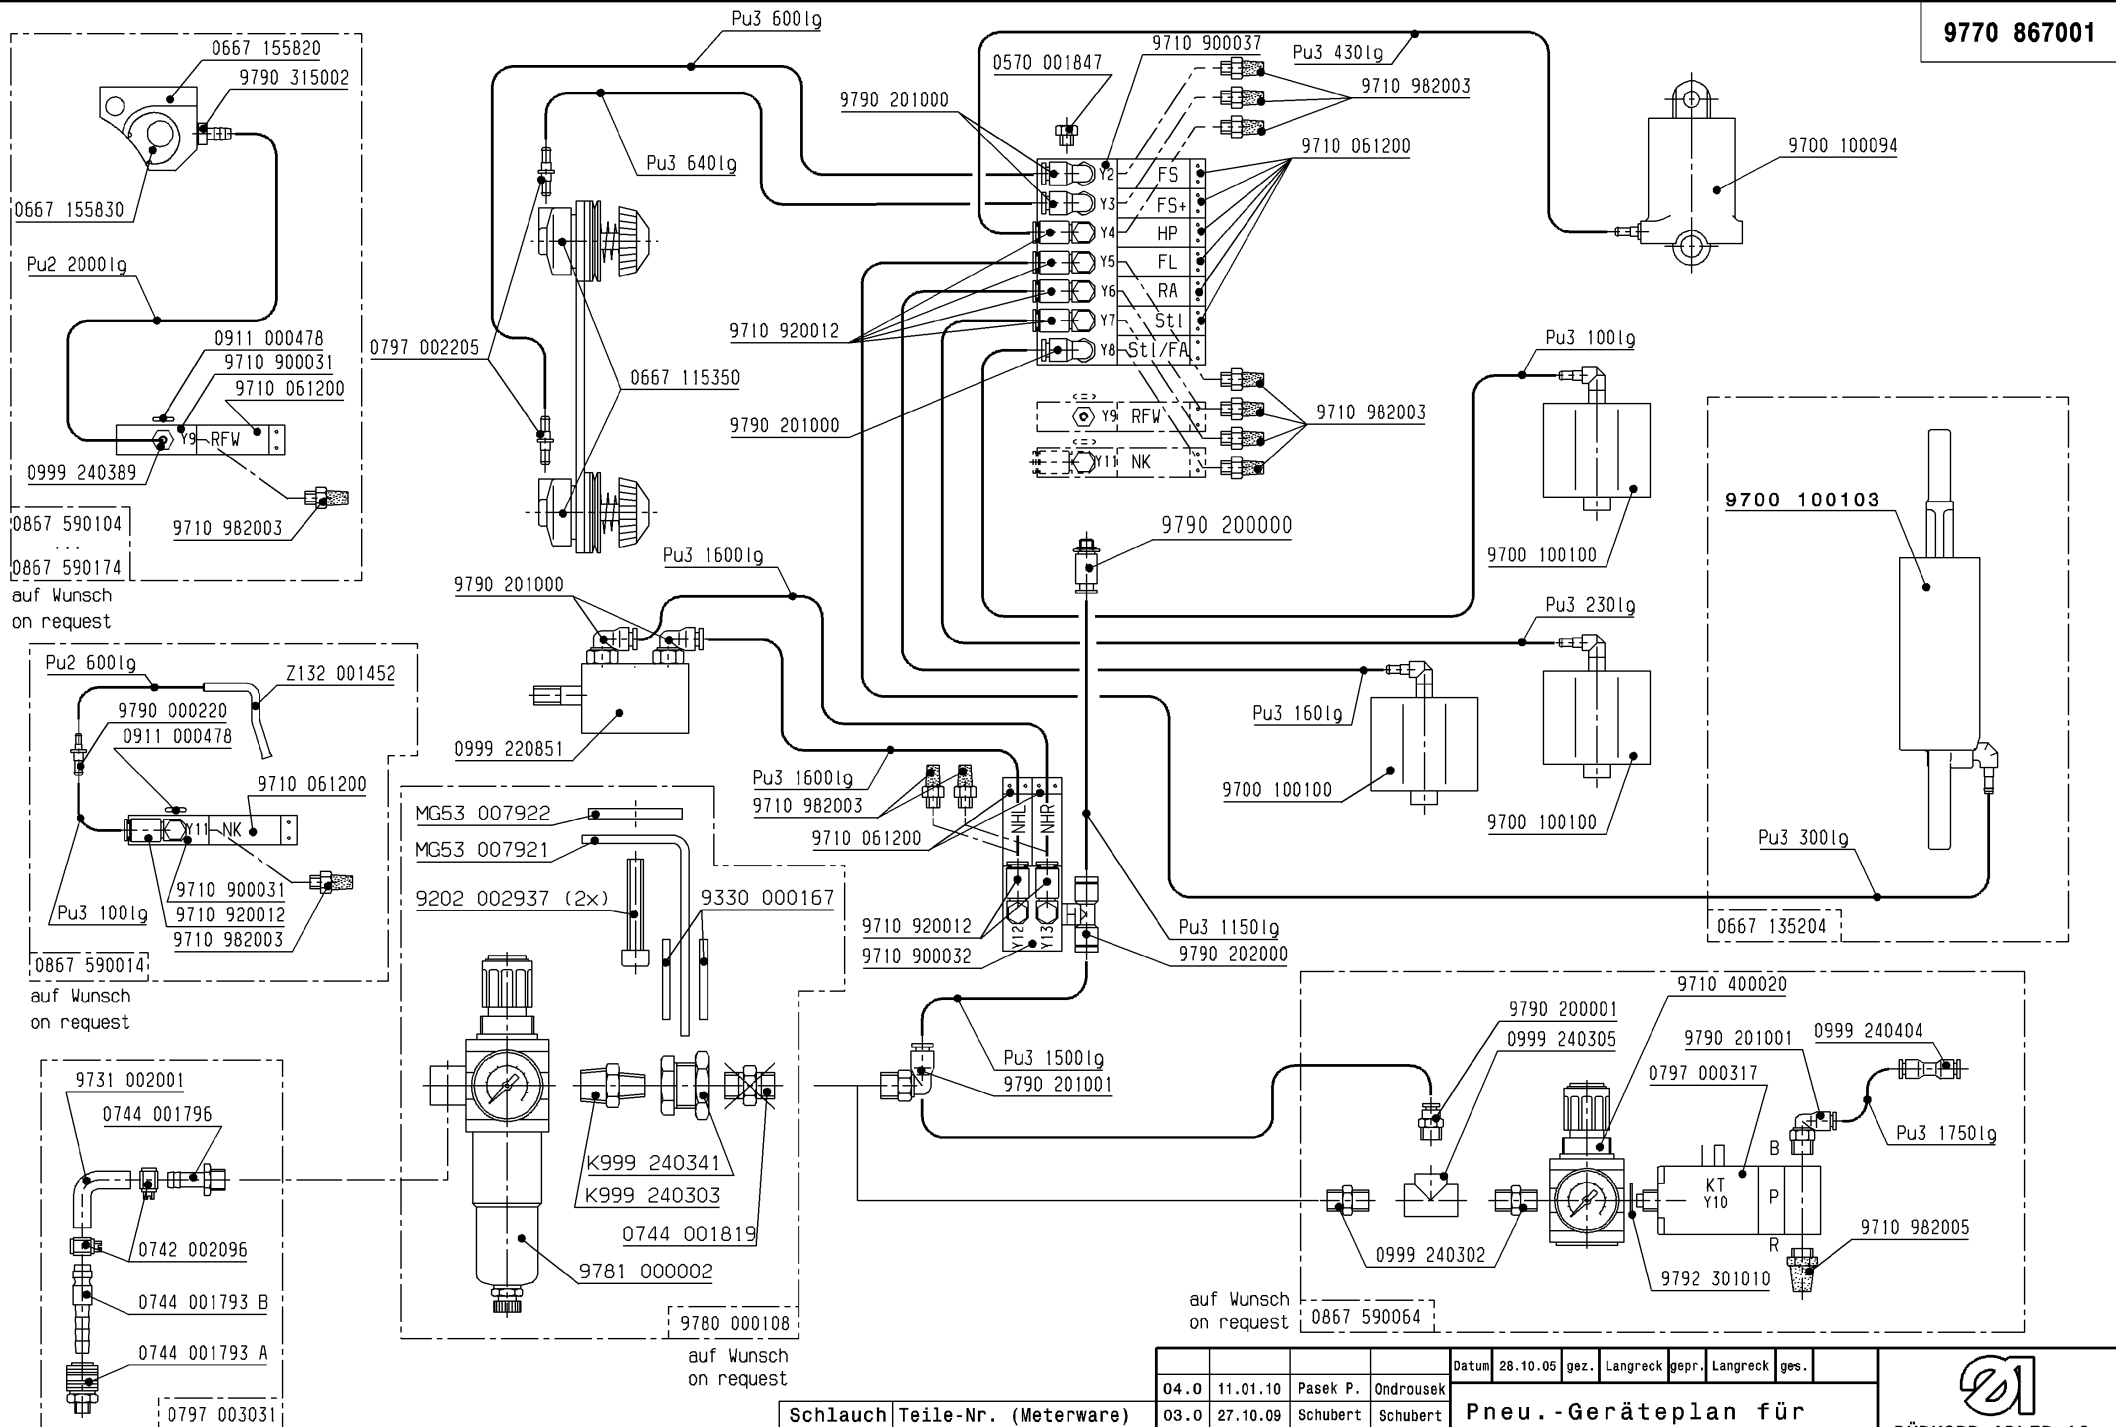 9770 867001
0667 155820
9790 315002
0667 155830
Pu2 2000lg
0911 000478
9710 900031
9710 061200
Y9
RFW
0999 240389
9710 982003
0867 590104
...
0867 590174
auf Wunsch
on request
Pu3 600lg
9790 201000
Pu3 640lg
0797 002205
0667 115350
0570 001847
9710 900037
Pu3 430lg
9710 982003
9710 061200
9700 100094
Y2 FS
Y3 FS+
Y4 HP
Y5 FL
Y6 RA
Y7 Stl
Y8 Stl/FA
Y9 RFW
Y11 NK
9710 920012
9790 201000
9710 982003
Pu3 100lg
9700 100100
9700 100103
9790 200000
Pu3 230lg
Pu3 160lg
9700 100100
9700 100100
Pu3 300lg
0667 135204
Pu3 1600lg
9790 201000
0999 220851
Pu3 1600lg
9710 982003
9710 061200
NHL
NHR
9710 920012
Y12
Y13
9710 900032
Pu3 1150lg
9790 202000
Pu2 600lg
Z132 001452
9790 000220
0911 000478
9710 061200
Y11 NK
9710 900031
9710 920012
9710 982003
Pu3 100lg
0867 590014
auf Wunsch
on request
MG53 007922
MG53 007921
9202 002937 (2x)
9330 000167
K999 240341
K999 240303
0744 001819
9781 000002
9780 000108
auf Wunsch
on request
Pu3 1500lg
9790 201001
9731 002001
0744 001796
0742 002096
0744 001793 B
0744 001793 A
0797 003031
9710 400020
9790 200001
0999 240305
9790 201001
0999 240404
0797 000317
Pu3 1750lg
B
KT
Y10
P
R
9710 982005
0999 240302
9792 301010
0867 590064
auf Wunsch
on request
Datum 28.10.05 gez. Langreck gepr. Langreck ges.
04.0 11.01.10 Pasek P. Ondrousek
03.0 27.10.09 Schubert Schubert
Schlauch Teile-Nr. (Meterware)
Pneu.-Geräteplan für